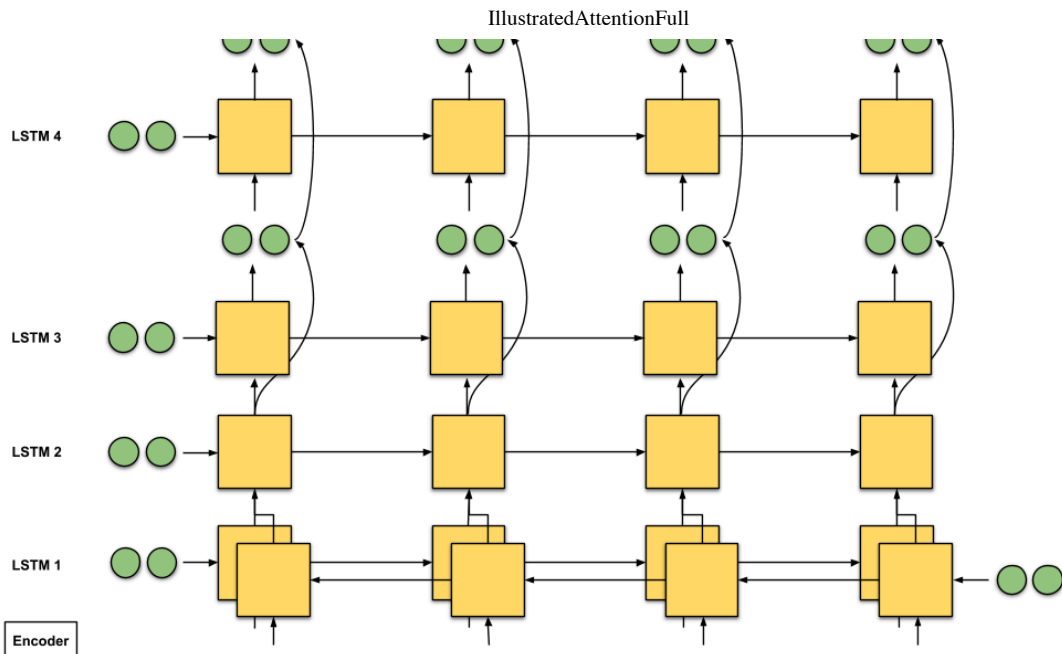 IllustratedAttentionFull
LSTM 4
LSTM 3
LSTM 2
LSTM 1
Encoder